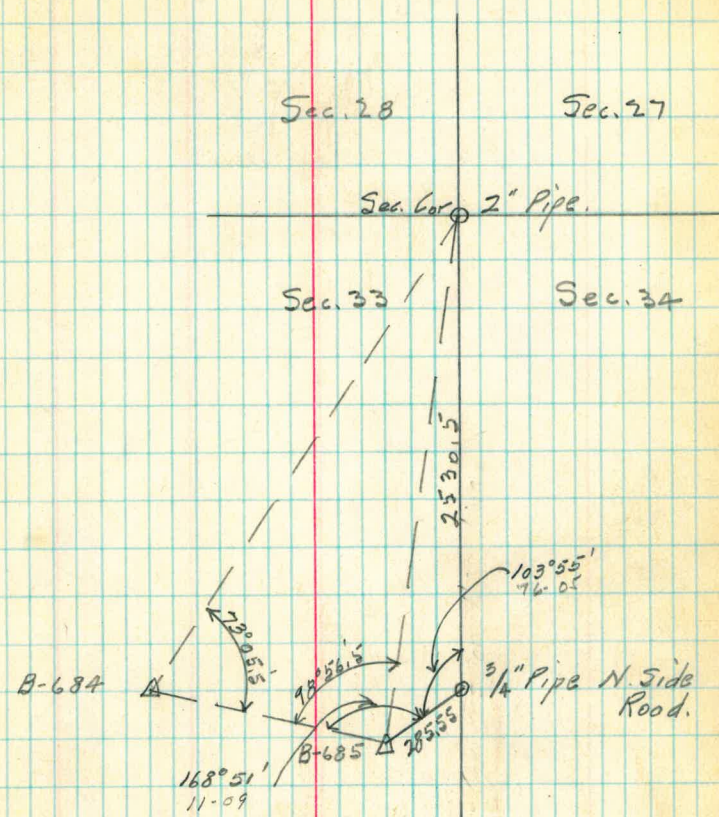 Sec. 28
Sec. 27
Sec. Cor
2" Pipe.
Sec. 33
Sec. 34
2530.5
103°55'
76-05
73°05.5'
98°56.5'
B-684
3/4" Pipe N. Side
Road.
B-685
285.55
168°51'
11-09